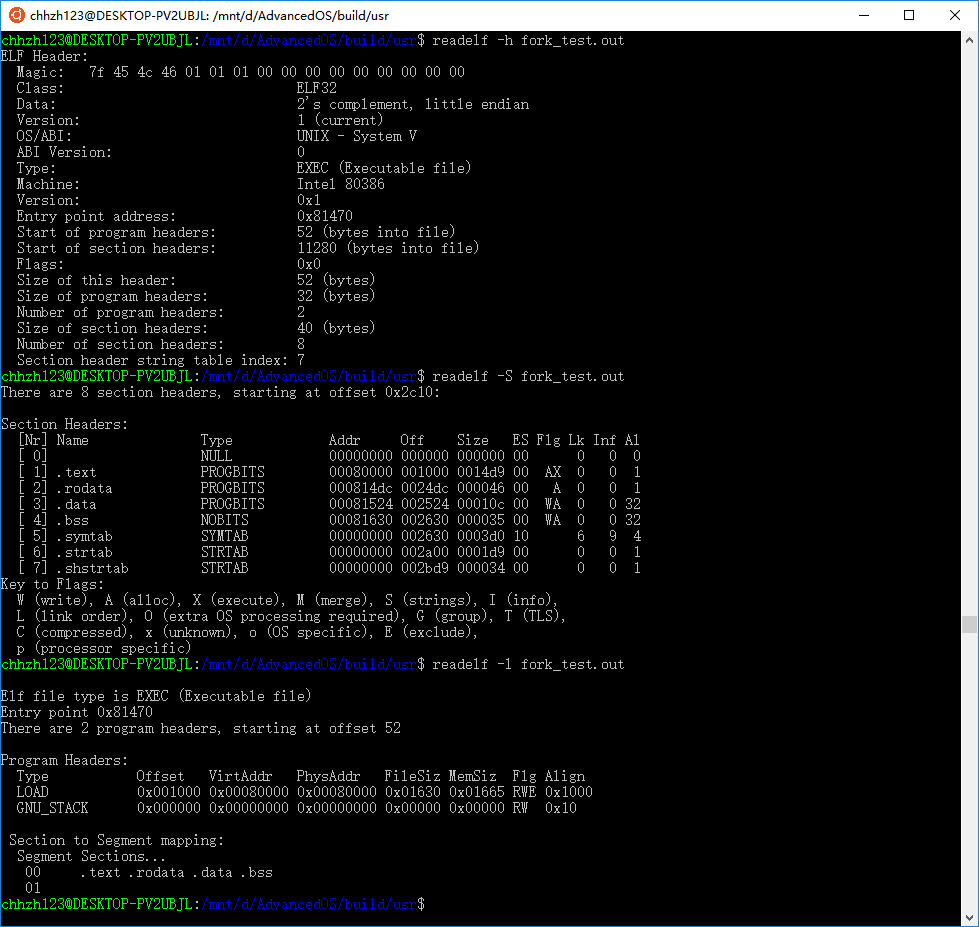 chhzh123@DESKTOP-PV2UBJL: /mnt/d/AdvancedOS/build/usr
chhzh123@DESKTOP-PV2UBJL:/mnt/d/AdvancedOS/build/usr$ readelf -h fork_test.out
ELF Header:
  Magic:   7f 45 4c 46 01 01 01 00 00 00 00 00 00 00 00 00
  Class:                             ELF32
  Data:                              2's complement, little endian
  Version:                           1 (current)
  OS/ABI:                            UNIX - System V
  ABI Version:                       0
  Type:                              EXEC (Executable file)
  Machine:                           Intel 80386
  Version:                           0x1
  Entry point address:               0x81470
  Start of program headers:          52 (bytes into file)
  Start of section headers:          11280 (bytes into file)
  Flags:                             0x0
  Size of this header:               52 (bytes)
  Size of program headers:           32 (bytes)
  Number of program headers:         2
  Size of section headers:           40 (bytes)
  Number of section headers:         8
  Section header string table index: 7
chhzh123@DESKTOP-PV2UBJL:/mnt/d/AdvancedOS/build/usr$ readelf -S fork_test.out
There are 8 section headers, starting at offset 0x2c10:

Section Headers:
  [Nr] Name              Type            Addr     Off    Size   ES Flg Lk Inf Al
  [ 0]                   NULL            00000000 000000 000000 00      0   0  0
  [ 1] .text             PROGBITS        00080000 001000 0014d9 00  AX  0   0  1
  [ 2] .rodata           PROGBITS        000814dc 0024dc 000046 00   A  0   0  1
  [ 3] .data             PROGBITS        00081524 002524 00010c 00  WA  0   0 32
  [ 4] .bss              NOBITS          00081630 002630 000035 00  WA  0   0 32
  [ 5] .symtab           SYMTAB          00000000 002630 0003d0 10      6   9  4
  [ 6] .strtab           STRTAB          00000000 002a00 0001d9 00      0   0  1
  [ 7] .shstrtab         STRTAB          00000000 002bd9 000034 00      0   0  1
Key to Flags:
  W (write), A (alloc), X (execute), M (merge), S (strings), I (info),
  L (link order), O (extra OS processing required), G (group), T (TLS),
  C (compressed), x (unknown), o (OS specific), E (exclude),
  p (processor specific)
chhzh123@DESKTOP-PV2UBJL:/mnt/d/AdvancedOS/build/usr$ readelf -l fork_test.out

Elf file type is EXEC (Executable file)
Entry point 0x81470
There are 2 program headers, starting at offset 52

Program Headers:
  Type           Offset   VirtAddr   PhysAddr   FileSiz MemSiz  Flg Align
  LOAD           0x001000 0x00080000 0x00080000 0x01630 0x01665 RWE 0x1000
  GNU_STACK      0x000000 0x00000000 0x00000000 0x00000 0x00000 RW  0x10

 Section to Segment mapping:
  Segment Sections...
   00     .text .rodata .data .bss
   01
chhzh123@DESKTOP-PV2UBJL:/mnt/d/AdvancedOS/build/usr$